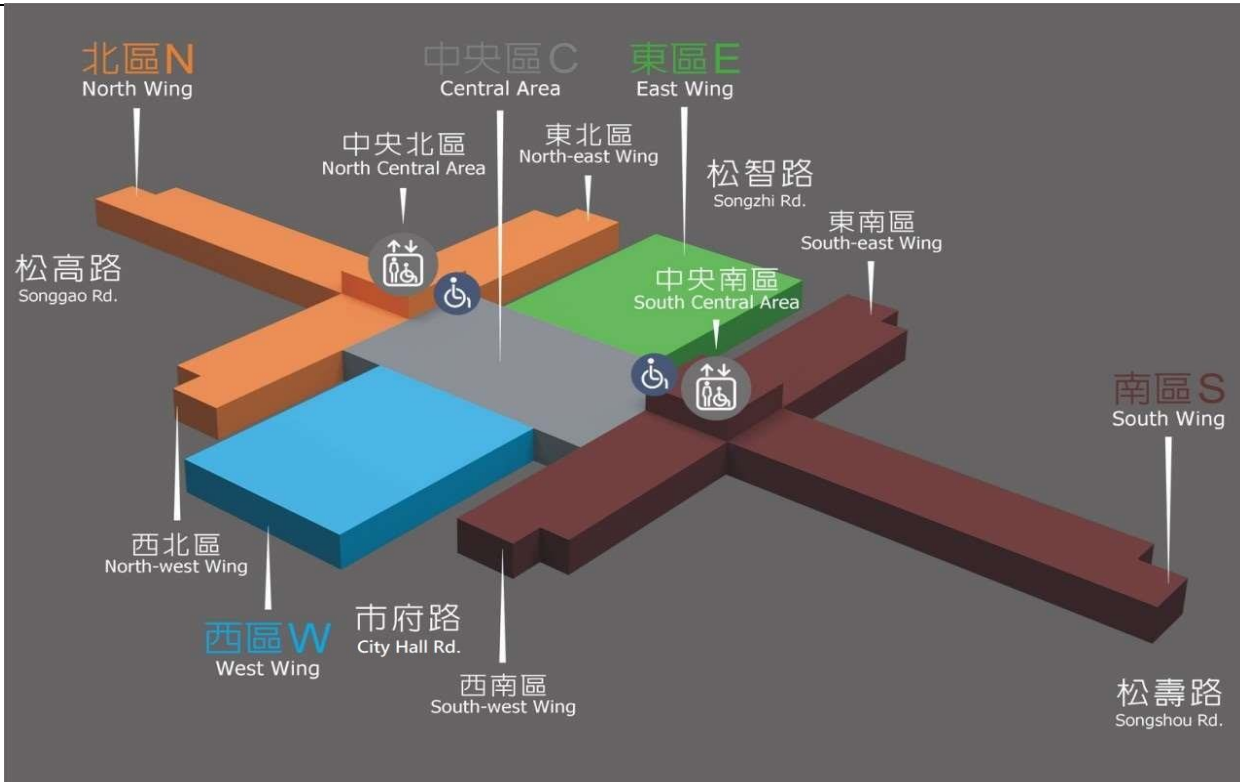 北區N
North Wing
中央區C
Central Area
東區E
East Wing
中央北區
North Central Area
東北區
North-east Wing
松智路
Songzhi Rd.
東南區
South-east Wing
松高路
Songgao Rd.
中央南區
South Central Area
南區S
South Wing
西北區
North-west Wing
西區W
West Wing
市府路
City Hall Rd.
西南區
South-west Wing
松壽路
Songshou Rd.